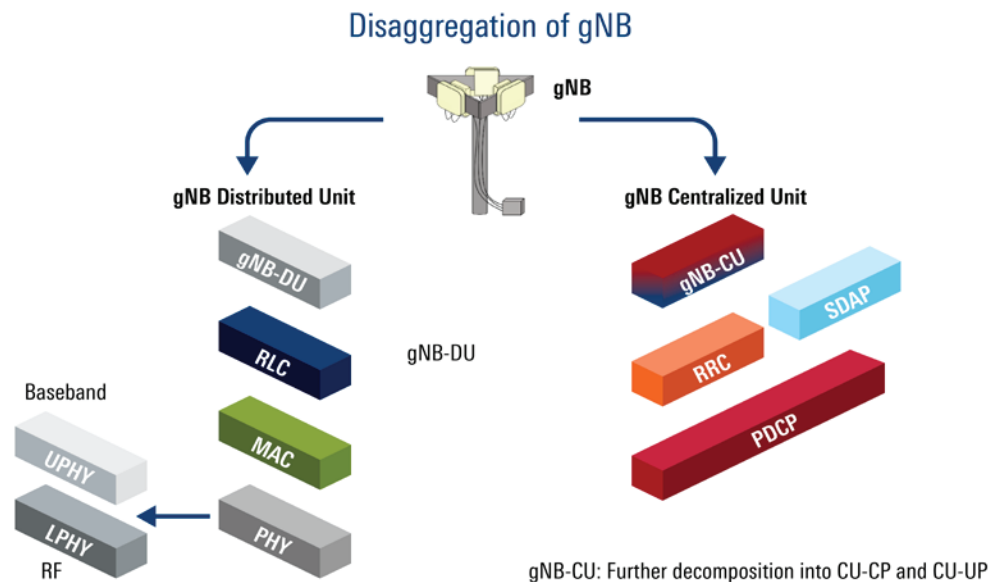 Disaggregation of gNB
gNB
gNB Distributed Unit
gNB-DU
RLC
gNB-DU
MAC
PHY
Baseband
UPHY
LPHY
RF
gNB Centralized Unit
gNB-CU
SDAP
RRC
PDCP
gNB-CU: Further decomposition into CU-CP and CU-UP